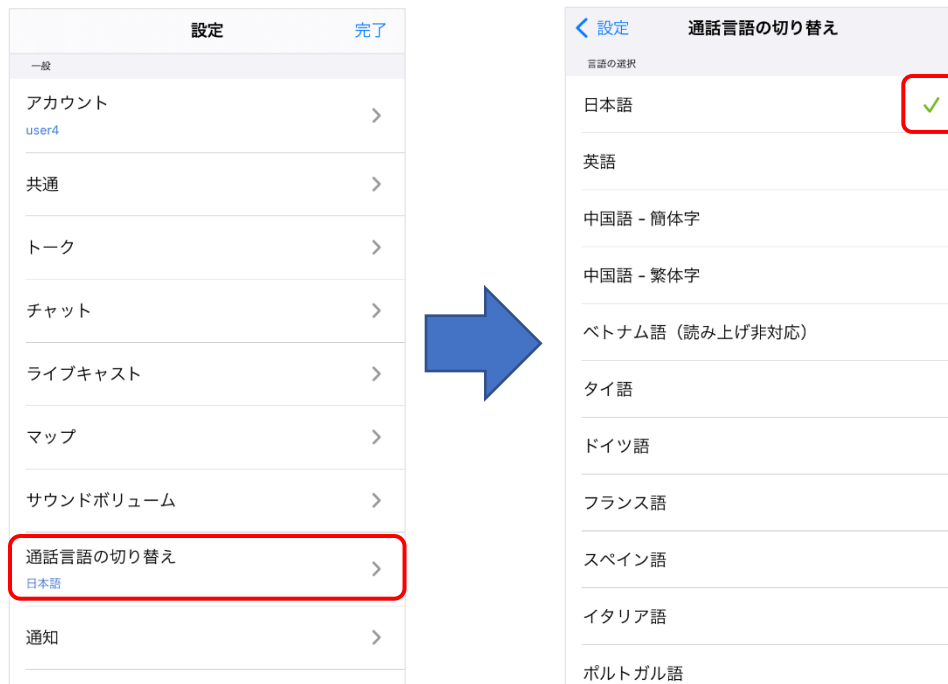 設定
完了
一般
アカウント
user4
共通
トーク
チャット
ライブキャスト
マップ
サウンドボリューム
通話言語の切り替え
日本語
通知
設定
通話言語の切り替え
言語の選択
日本語
英語
中国語 - 簡体字
中国語 - 繁体字
ベトナム語（読み上げ非対応）
タイ語
ドイツ語
フランス語
スペイン語
イタリア語
ポルトガル語